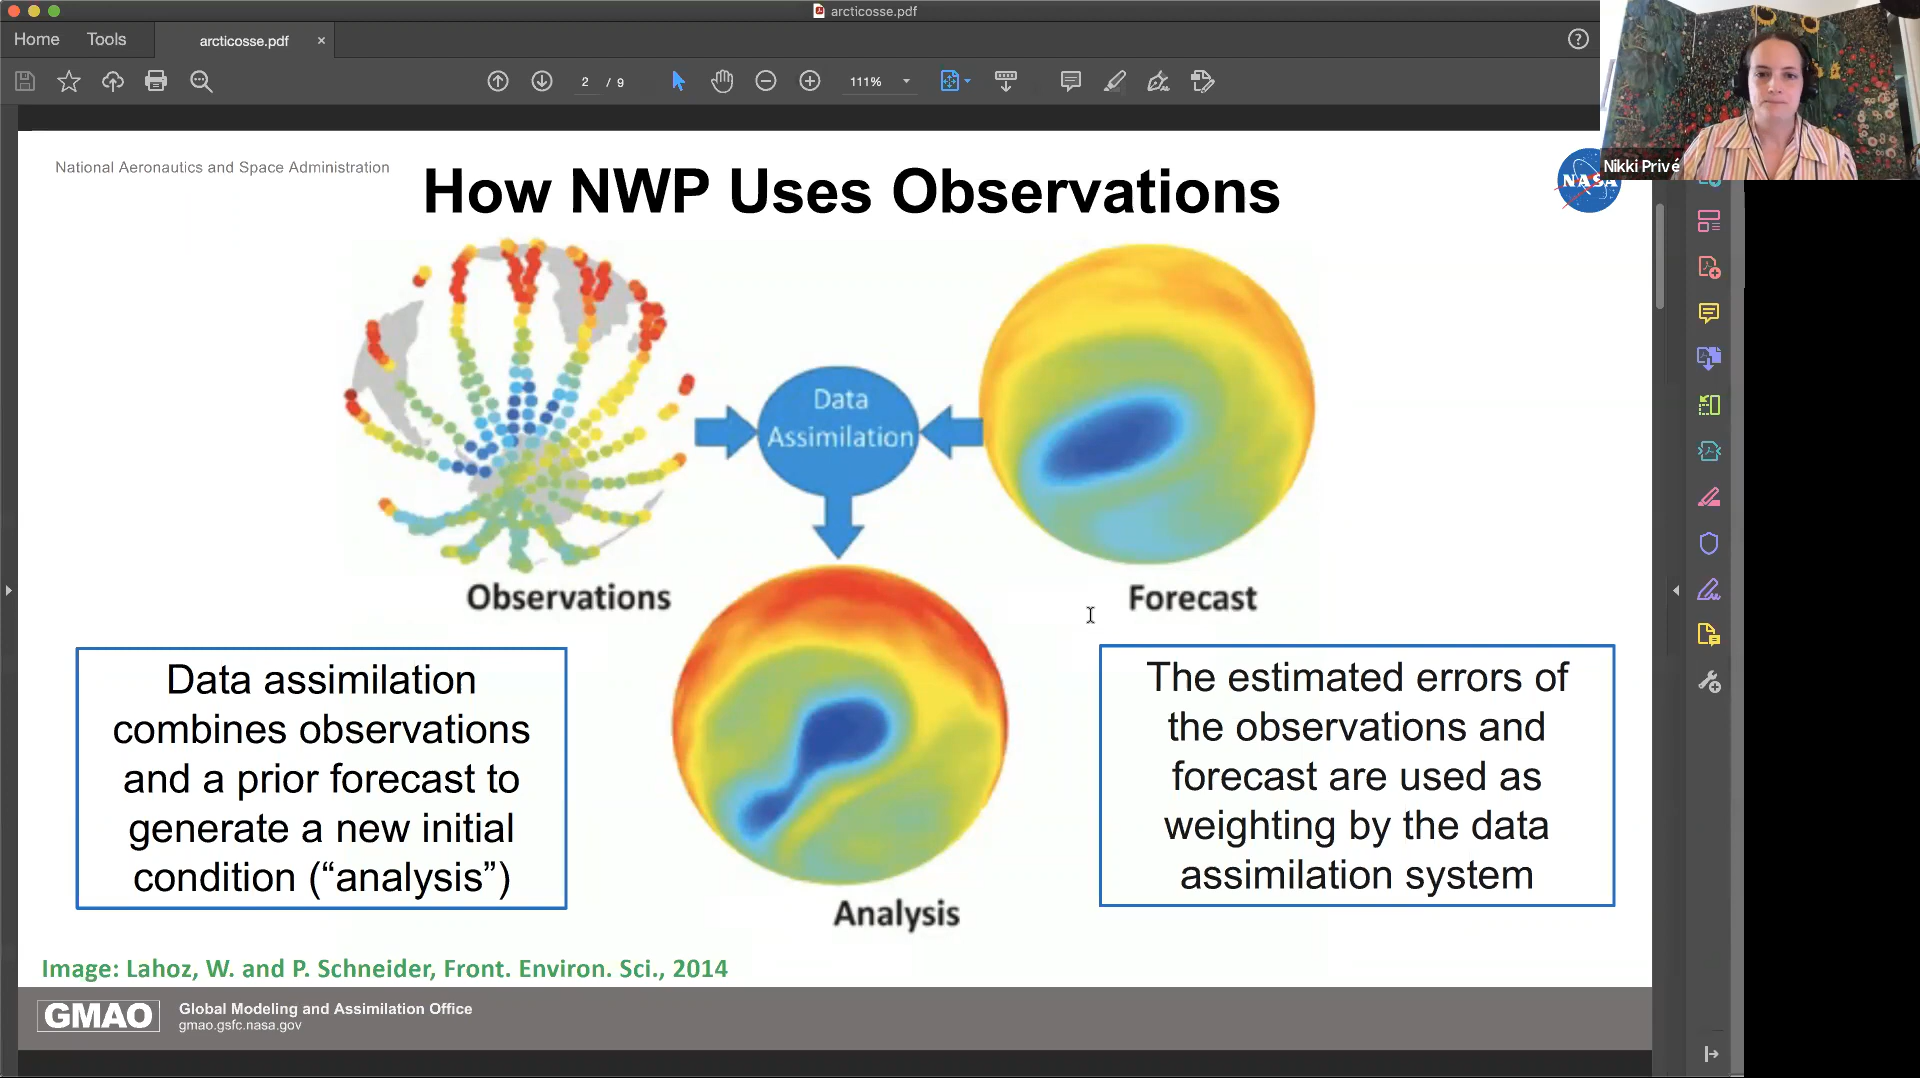 arcticosse.pdf
Home
Tools
arcticosse.pdf
2 / 9
111%
Nikki Privé
National Aeronautics and Space Administration
How NWP Uses Observations
NASA
Data
Assimilation
Observations
Forecast
Analysis
Data assimilation
combines observations
and a prior forecast to
generate a new initial
condition (“analysis”)
The estimated errors of
the observations and
forecast are used as
weighting by the data
assimilation system
Image: Lahoz, W. and P. Schneider, Front. Environ. Sci., 2014
GMAO
Global Modeling and Assimilation Office
gmao.gsfc.nasa.gov